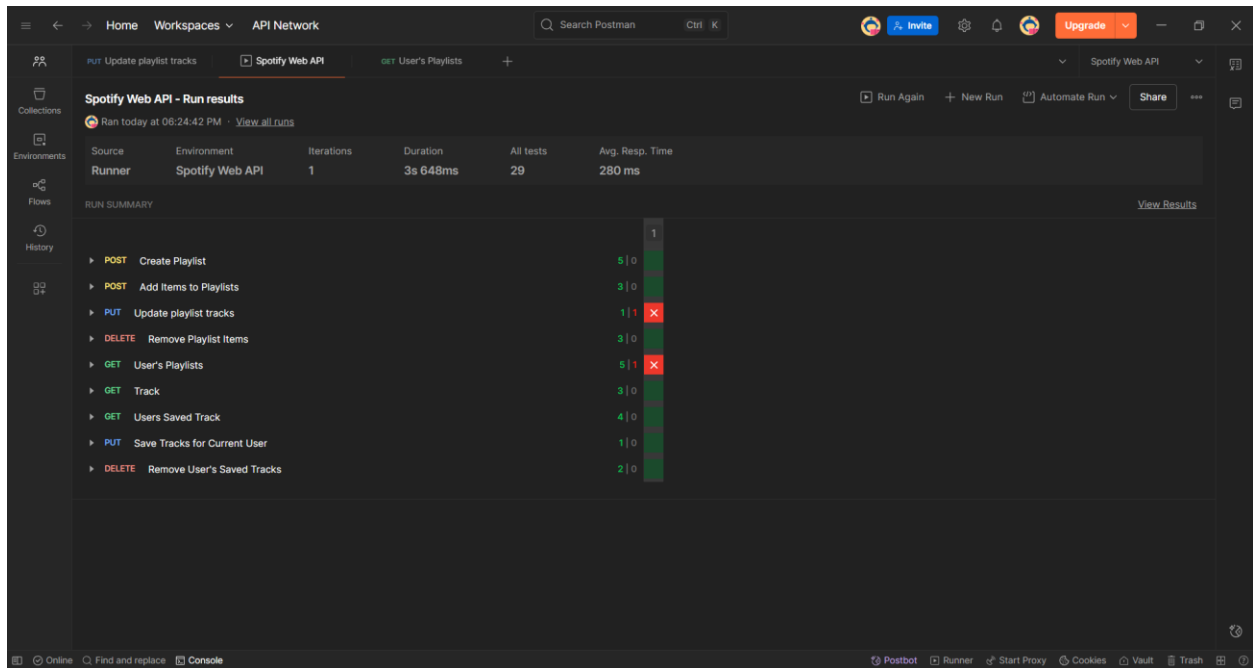 Home Workspaces API Network Search Postman Ctrl K Invite Upgrade
PUT Update playlist tracks Spotify Web API GET User's Playlists + Spotify Web API
Collections
Environments
Flows
History
Spotify Web API - Run results Run Again + New Run Automate Run Share
Ran today at 06:24:42 PM · View all runs
Source Environment Iterations Duration All tests Avg. Resp. Time
Runner Spotify Web API 1 3s 648ms 29 280 ms
RUN SUMMARY View Results
1
POST Create Playlist 5 | 0
POST Add Items to Playlists 3 | 0
PUT Update playlist tracks 1 | 1
DELETE Remove Playlist Items 3 | 0
GET User's Playlists 5 | 1
GET Track 3 | 0
GET Users Saved Track 4 | 0
PUT Save Tracks for Current User 1 | 0
DELETE Remove User's Saved Tracks 2 | 0
Online Find and replace Console Postbot Runner Start Proxy Cookies Vault Trash